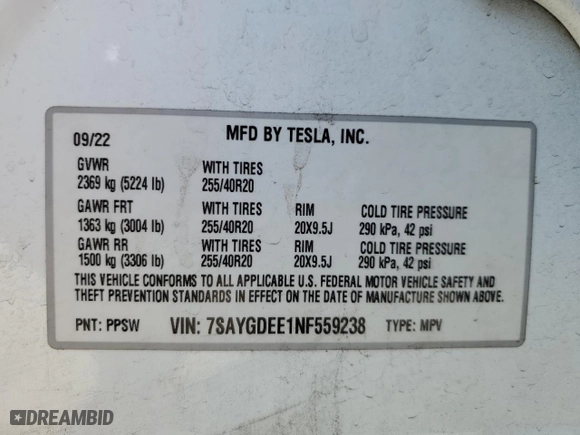 09/22 MFD BY TESLA, INC.
GVWR WITH TIRES
2369 kg (5224 lb) 255/40R20
GAWR FRT WITH TIRES RIM COLD TIRE PRESSURE
1363 kg (3004 lb) 255/40R20 20X9.5J 290 kPa, 42 psi
GAWR RR WITH TIRES RIM COLD TIRE PRESSURE
1500 kg (3306 lb) 255/40R20 20X9.5J 290 kPa, 42 psi
THIS VEHICLE CONFORMS TO ALL APPLICABLE U.S. FEDERAL MOTOR VEHICLE SAFETY AND
THEFT PREVENTION STANDARDS IN EFFECT ON THE DATE OF MANUFACTURE SHOWN ABOVE.
PNT: PPSW VIN: 7SAYGDEE1NF559238 TYPE: MPV
DREAMBID